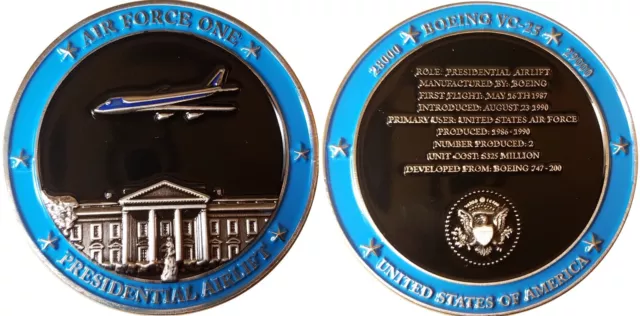 AIR FORCE ONE
PRESIDENTIAL AIRLIFT
BOEING VC-25
28000
29000
ROLE: PRESIDENTIAL AIRLIFT
MANUFACTURED BY: BOEING
FIRST FLIGHT: MAY 16TH 1987
INTRODUCED: AUGUST 23 1990
PRIMARY USER: UNITED STATES AIR FORCE
PRODUCED: 1986-1990
NUMBER PRODUCED: 2
UNIT COST: $325 MILLION
DEVELOPED FROM: BOEING 747-200
UNITED STATES OF AMERICA